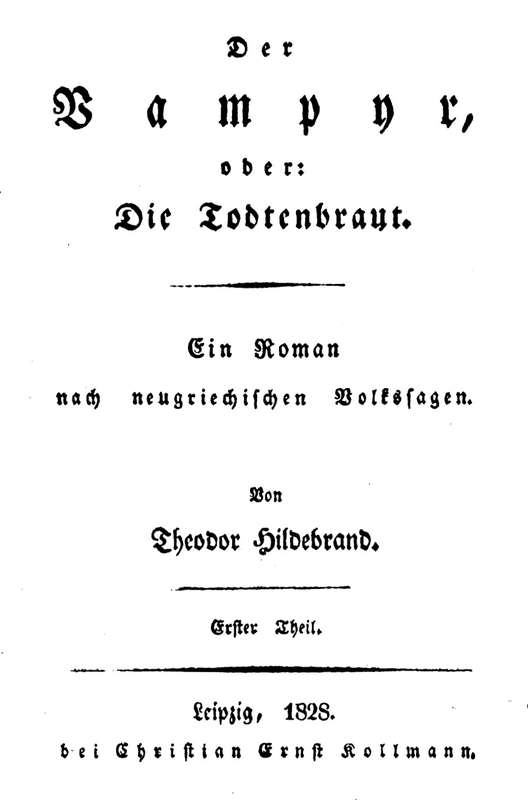 Der
Vampyr,
oder:
Die Todtenbraut.
Ein Roman
nach neugriechischen Volkssagen.
Von
Theodor Hildebrand.
Erster Theil.
Leipzig, 1828.
bei Christian Ernst Kollmann.